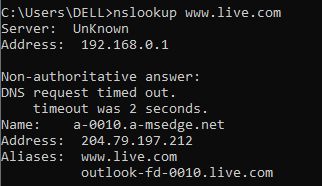 C:\Users\DELL>nslookup www.live.com
Server:  UnKnown
Address:  192.168.0.1

Non-authoritative answer:
DNS request timed out.
    timeout was 2 seconds.
Name:    a-0010.a-msedge.net
Address:  204.79.197.212
Aliases:  www.live.com
          outlook-fd-0010.live.com